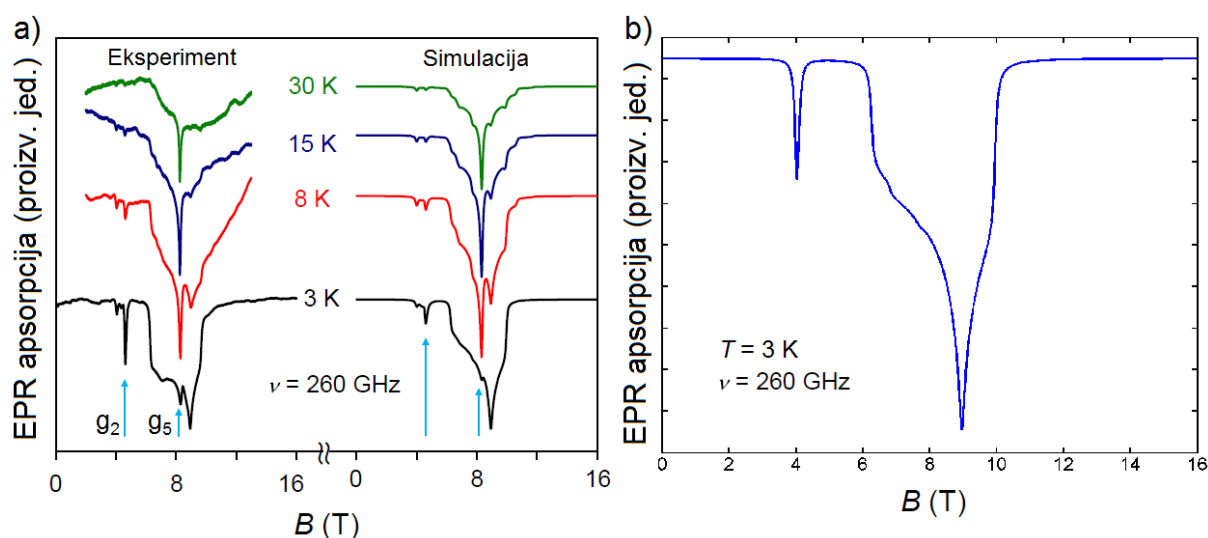 a)
Eksperiment
Simulacija
30 K
15 K
8 K
3 K
ν = 260 GHz
g₂
g₅
EPR apsorpcija (proizv. jed.)
0 8 16 0 8 16
B (T)
b)
EPR apsorpcija (proizv. jed.)
T = 3 K
ν = 260 GHz
0 2 4 6 8 10 12 14 16
B (T)